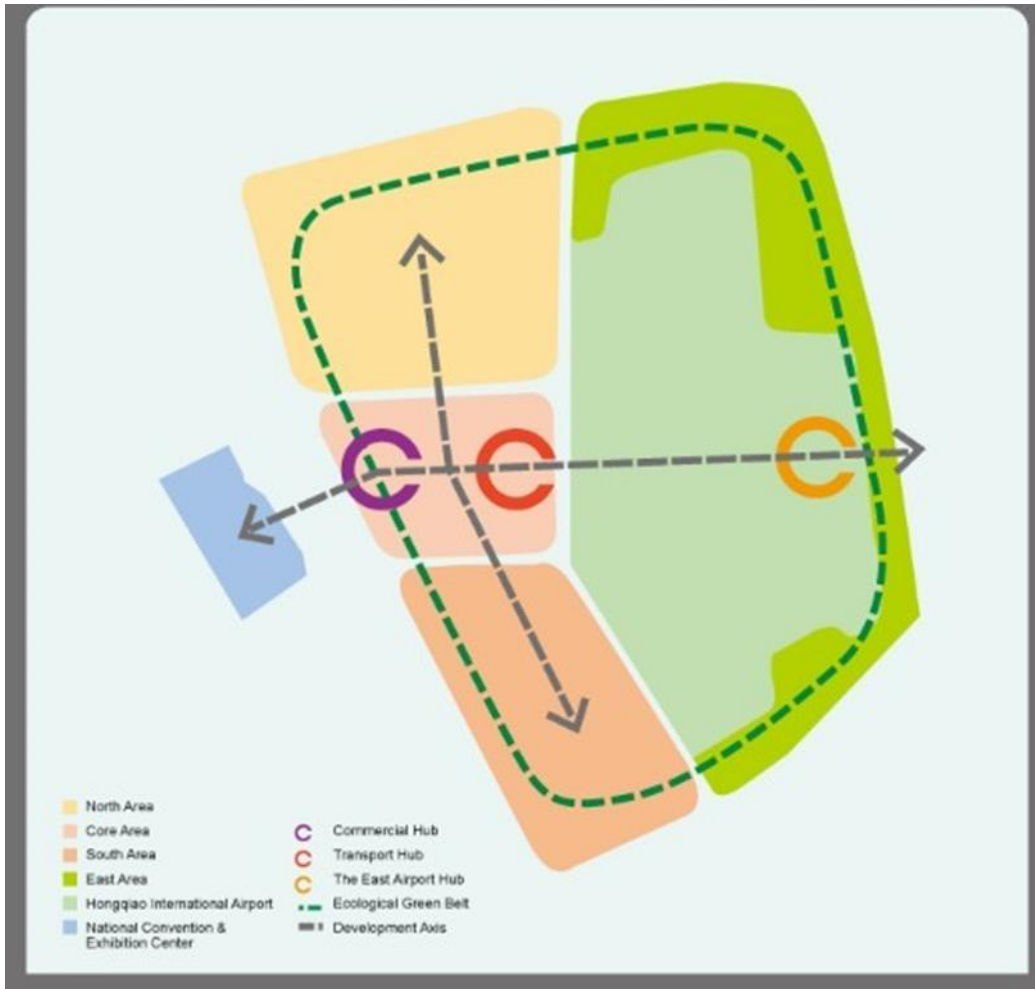 North Area
Core Area
South Area
East Area
Hongqiao International Airport
National Convention &
Exhibition Center
Commercial Hub
Transport Hub
The East Airport Hub
Ecological Green Belt
Development Axis